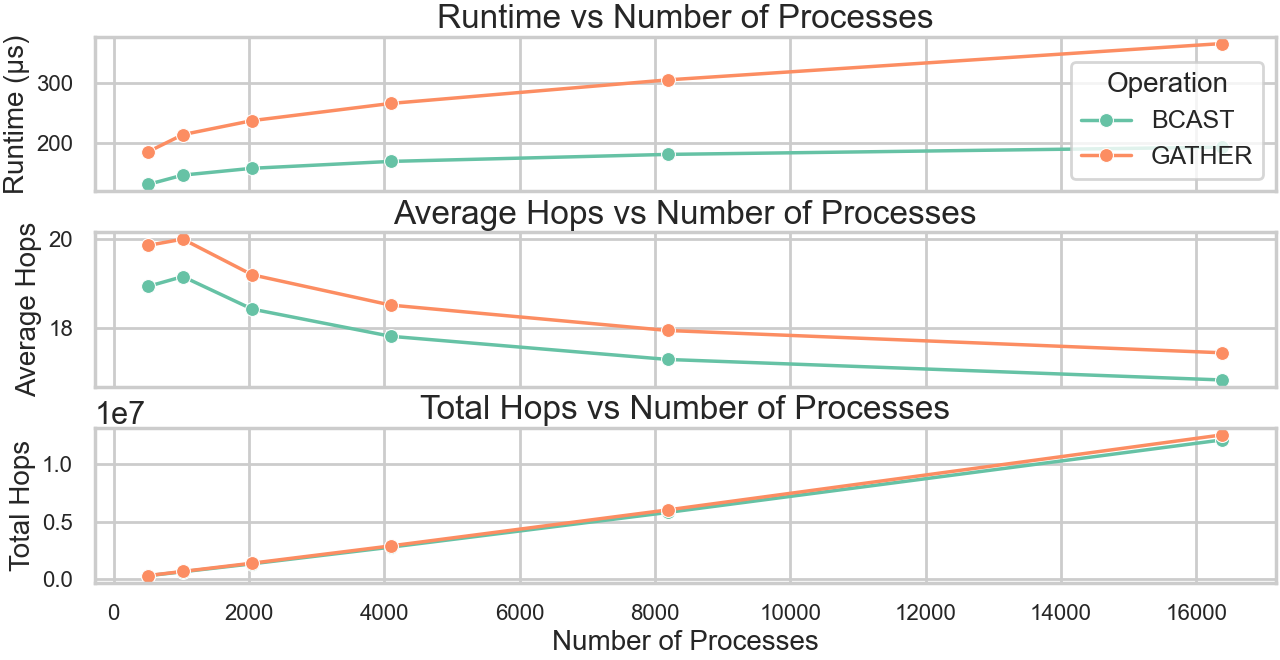 Runtime vs Number of Processes
Runtime (µs)
300
200
Operation
BCAST
GATHER
Average Hops vs Number of Processes
Average Hops
20
18
1e7
Total Hops vs Number of Processes
Total Hops
1.0
0.5
0.0
0 2000 4000 6000 8000 10000 12000 14000 16000
Number of Processes